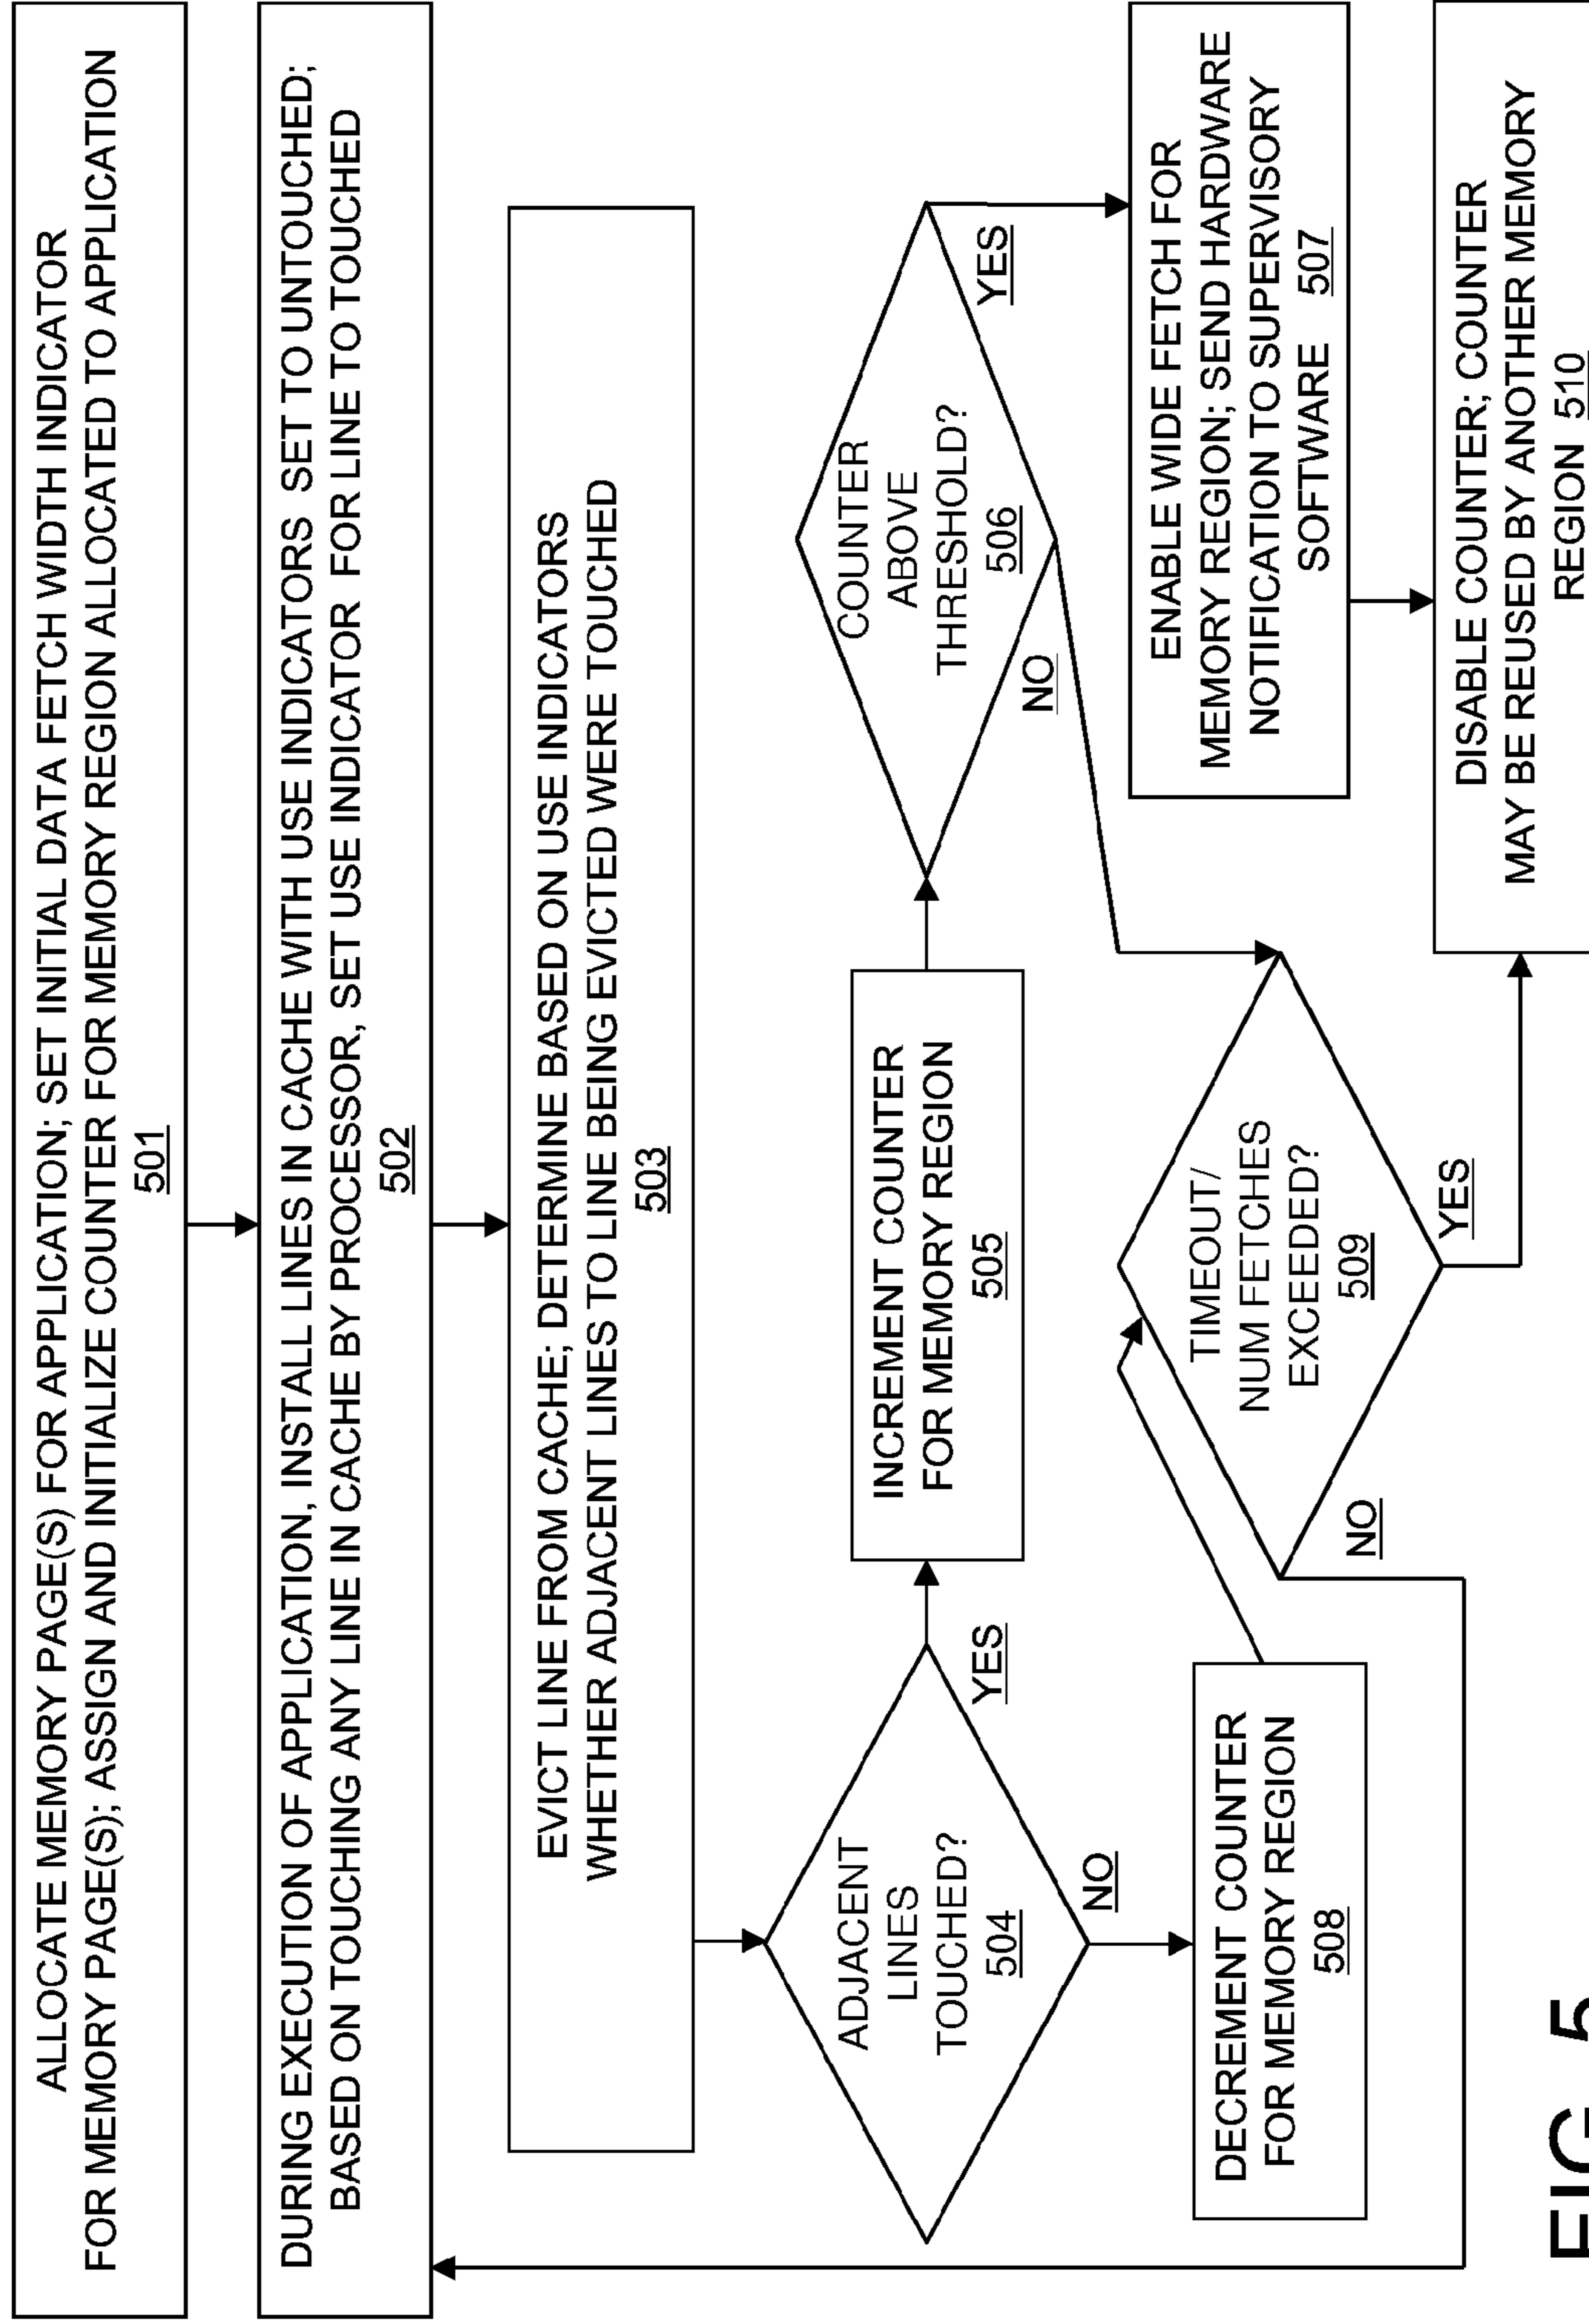 ALLOCATE MEMORY PAGE(S) FOR APPLICATION; SET INITIAL DATA FETCH WIDTH INDICATOR
FOR MEMORY PAGE(S); ASSIGN AND INITIALIZE COUNTER FOR MEMORY REGION ALLOCATED TO APPLICATION
501
DURING EXECUTION OF APPLICATION, INSTALL LINES IN CACHE WITH USE INDICATORS SET TO UNTOUCHED;
BASED ON TOUCHING ANY LINE IN CACHE BY PROCESSOR, SET USE INDICATOR FOR LINE TO TOUCHED
502
EVICT LINE FROM CACHE; DETERMINE BASED ON USE INDICATORS
WHETHER ADJACENT LINES TO LINE BEING EVICTED WERE TOUCHED
503
ADJACENT
LINES
TOUCHED?
504
YES
NO
INCREMENT COUNTER
FOR MEMORY REGION
505
COUNTER
ABOVE
THRESHOLD?
506
YES
NO
ENABLE WIDE FETCH FOR
MEMORY REGION; SEND HARDWARE
NOTIFICATION TO SUPERVISORY
SOFTWARE 507
DECREMENT COUNTER
FOR MEMORY REGION
508
TIMEOUT/
NUM FETCHES
EXCEEDED?
509
NO
YES
DISABLE COUNTER; COUNTER
MAY BE REUSED BY ANOTHER MEMORY
REGION 510
FIG. 5